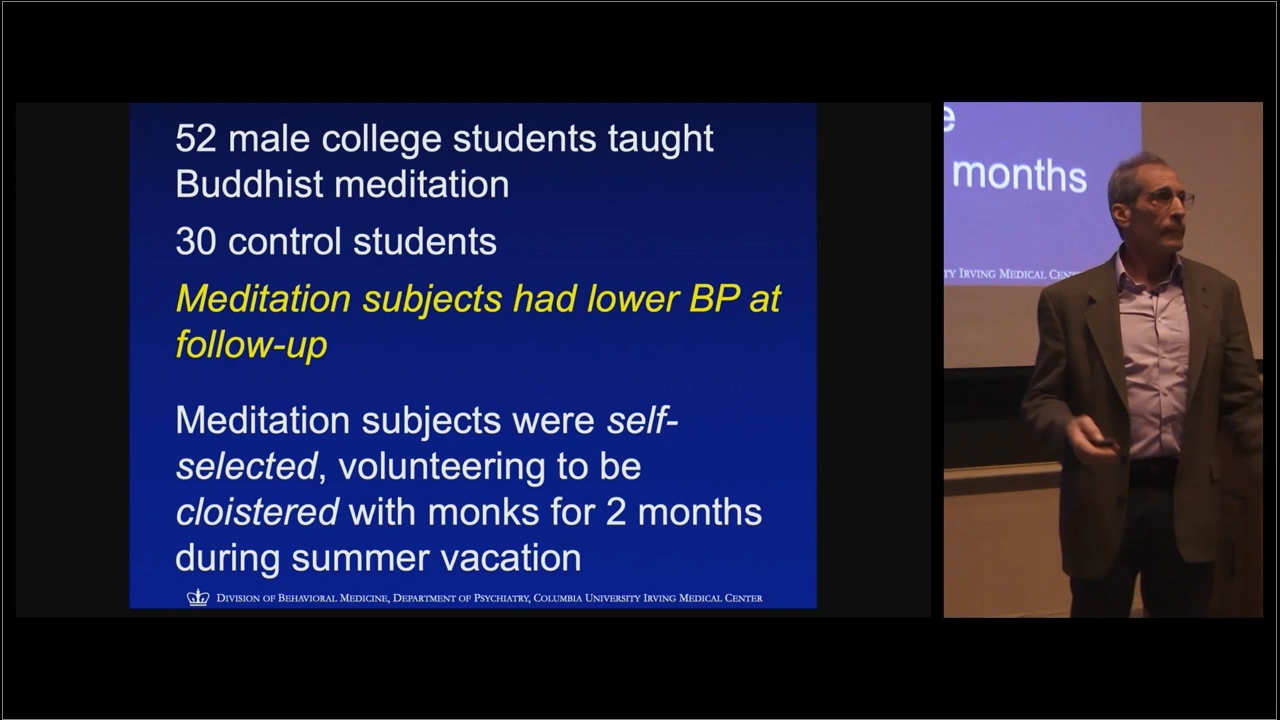 52 male college students taught
Buddhist meditation
30 control students
Meditation subjects had lower BP at
follow-up
Meditation subjects were self-
selected, volunteering to be
cloistered with monks for 2 months
during summer vacation
DIVISION OF BEHAVIORAL MEDICINE, DEPARTMENT OF PSYCHIATRY, COLUMBIA UNIVERSITY IRVING MEDICAL CENTER
e
months
TY IRVING MEDICAL CENT